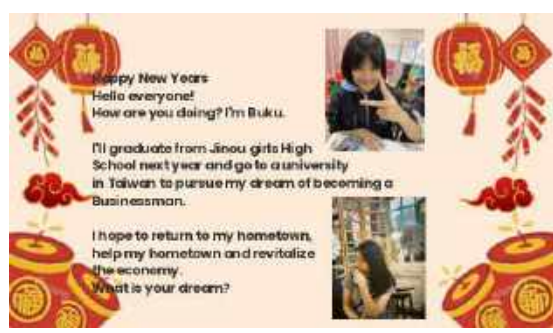 Happy New Years
Hello everyone!
How are you doing? I'm Buku.
I'll graduate from Jinou girls High
School next year and go to a university
in Taiwan to pursue my dream of becoming a
Businessman.
I hope to return to my hometown,
help my hometown and revitalize
the economy.
What is your dream?